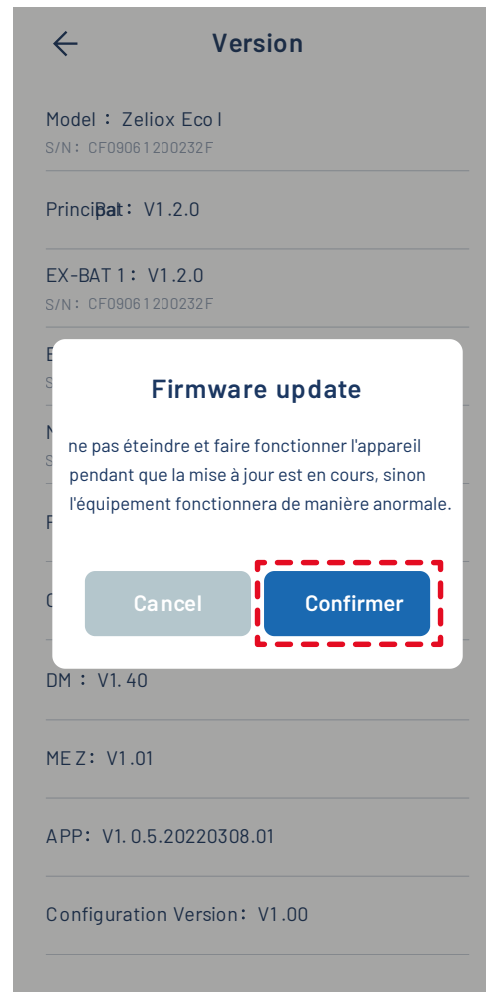 Version
Model : Zeliox Eco I
S/N: CF09061200232F
V1.2.0
EX-BAT 1: V1.2.0
S/N: CF09061200232F
Firmware update
ne pas éteindre et faire fonctionner l'appareil
pendant que la mise à jour est en cours, sinon
l'équipement fonctionnera de manière anormale.
Cancel
Confirmer
DM : V1.40
MEZ: V1.01
APP: V1.0.5.20220308.01
Configuration Version: V1.00